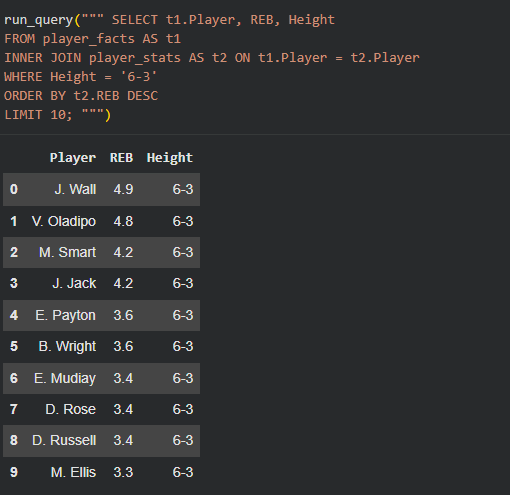 run_query(""" SELECT t1.Player, REB, Height
FROM player_facts AS t1
INNER JOIN player_stats AS t2 ON t1.Player = t2.Player
WHERE Height = '6-3'
ORDER BY t2.REB DESC
LIMIT 10; """)
Player REB Height
0 J. Wall 4.9 6-3
1 V. Oladipo 4.8 6-3
2 M. Smart 4.2 6-3
3 J. Jack 4.2 6-3
4 E. Payton 3.6 6-3
5 B. Wright 3.6 6-3
6 E. Mudiay 3.4 6-3
7 D. Rose 3.4 6-3
8 D. Russell 3.4 6-3
9 M. Ellis 3.3 6-3